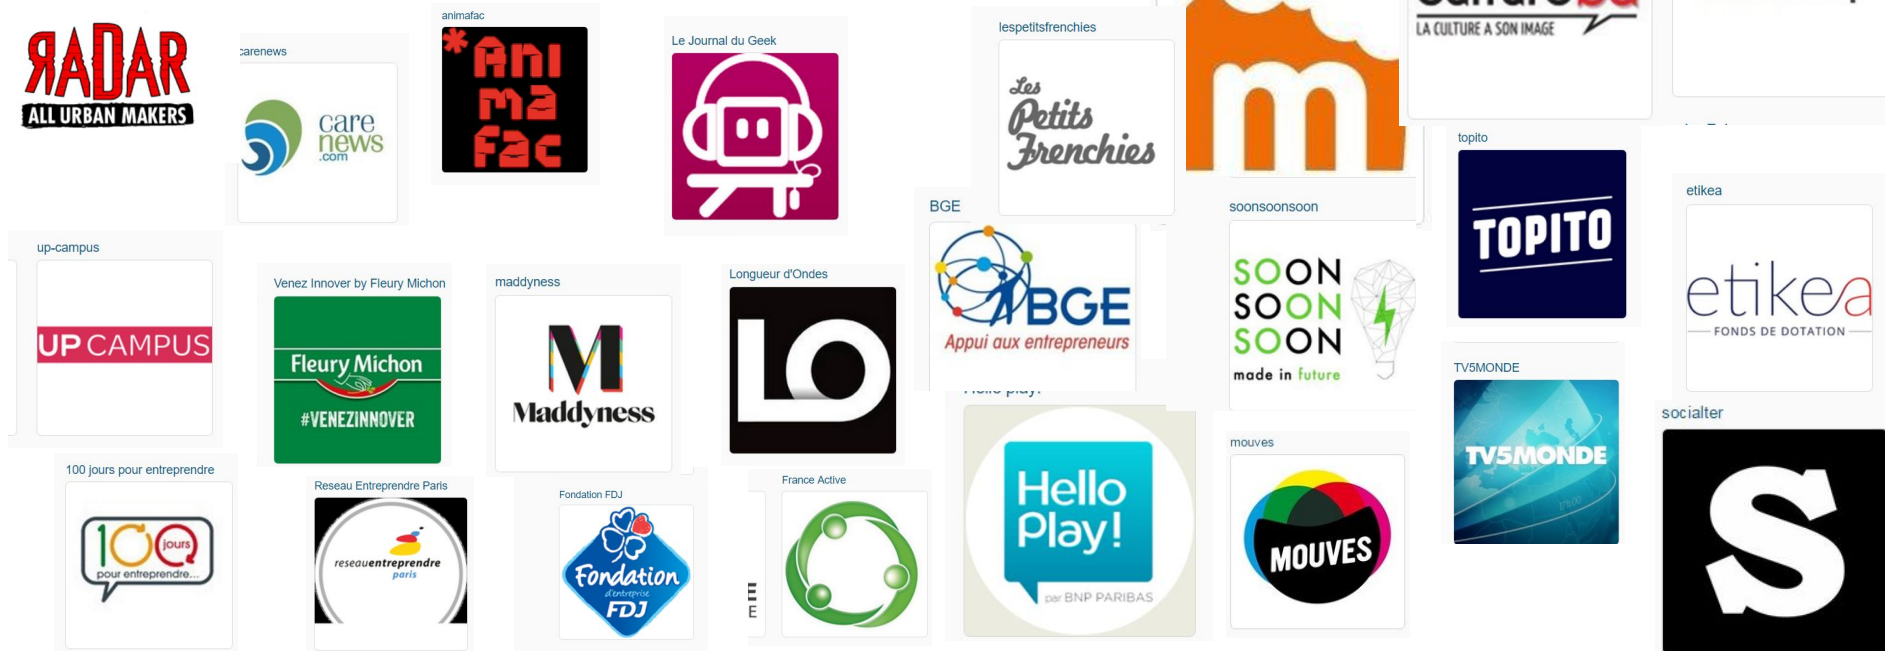 RADAR
ALL URBAN MAKERS
carenews
care
news
.com
animafac
*ANI
MA
FAC
Le Journal du Geek
lespetitsfrenchies
Les
Petits
Frenchies
m
LA CULTURE A SON IMAGE
topito
TOPITO
etikea
etikea
FONDS DE DOTATION
up-campus
UP CAMPUS
Venez Innover by Fleury Michon
Fleury Michon
#VENEZINNOVER
maddyness
M
Maddyness
Longueur d'Ondes
LO
BGE
BGE
Appui aux entrepreneurs
soonsoonsoon
SOON
SOON
SOON
made in future
TV5MONDE
TV5MONDE
socialter
S
100 jours pour entreprendre
100
jours
pour entreprendre...
Reseau Entreprendre Paris
reseauentreprendre
paris
Fondation FDJ
Fondation
d'entreprise
FDJ
France Active
E
Hello play!
Hello
Play!
par BNP PARIBAS
mouves
MOUVES